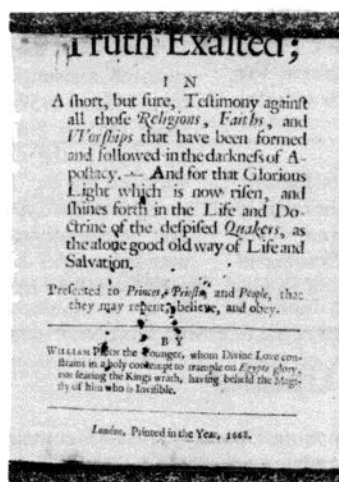 Truth Exalted;
IN
A short, but sure, Testimony against
all those Religions, Faiths, and
VVorships that have been formed
and followed in the darkness of A-
postacy. — And for that Glorious
Light which is now risen, and
shines forth in the Life and Do-
ctrine of the despised Quakers, as
the alone good old way of Life and
Salvation.
Presented to Princes, Priests, and People, that
they may repent, believe, and obey.
BY
WILLIAM PENN the Younger, whom Divine Love con-
strains in a holy contempt to trample on Egypts glory,
not fearing the Kings wrath, having beheld the Maje-
sty of him who is Invisible.
London, Printed in the Year, 1668.